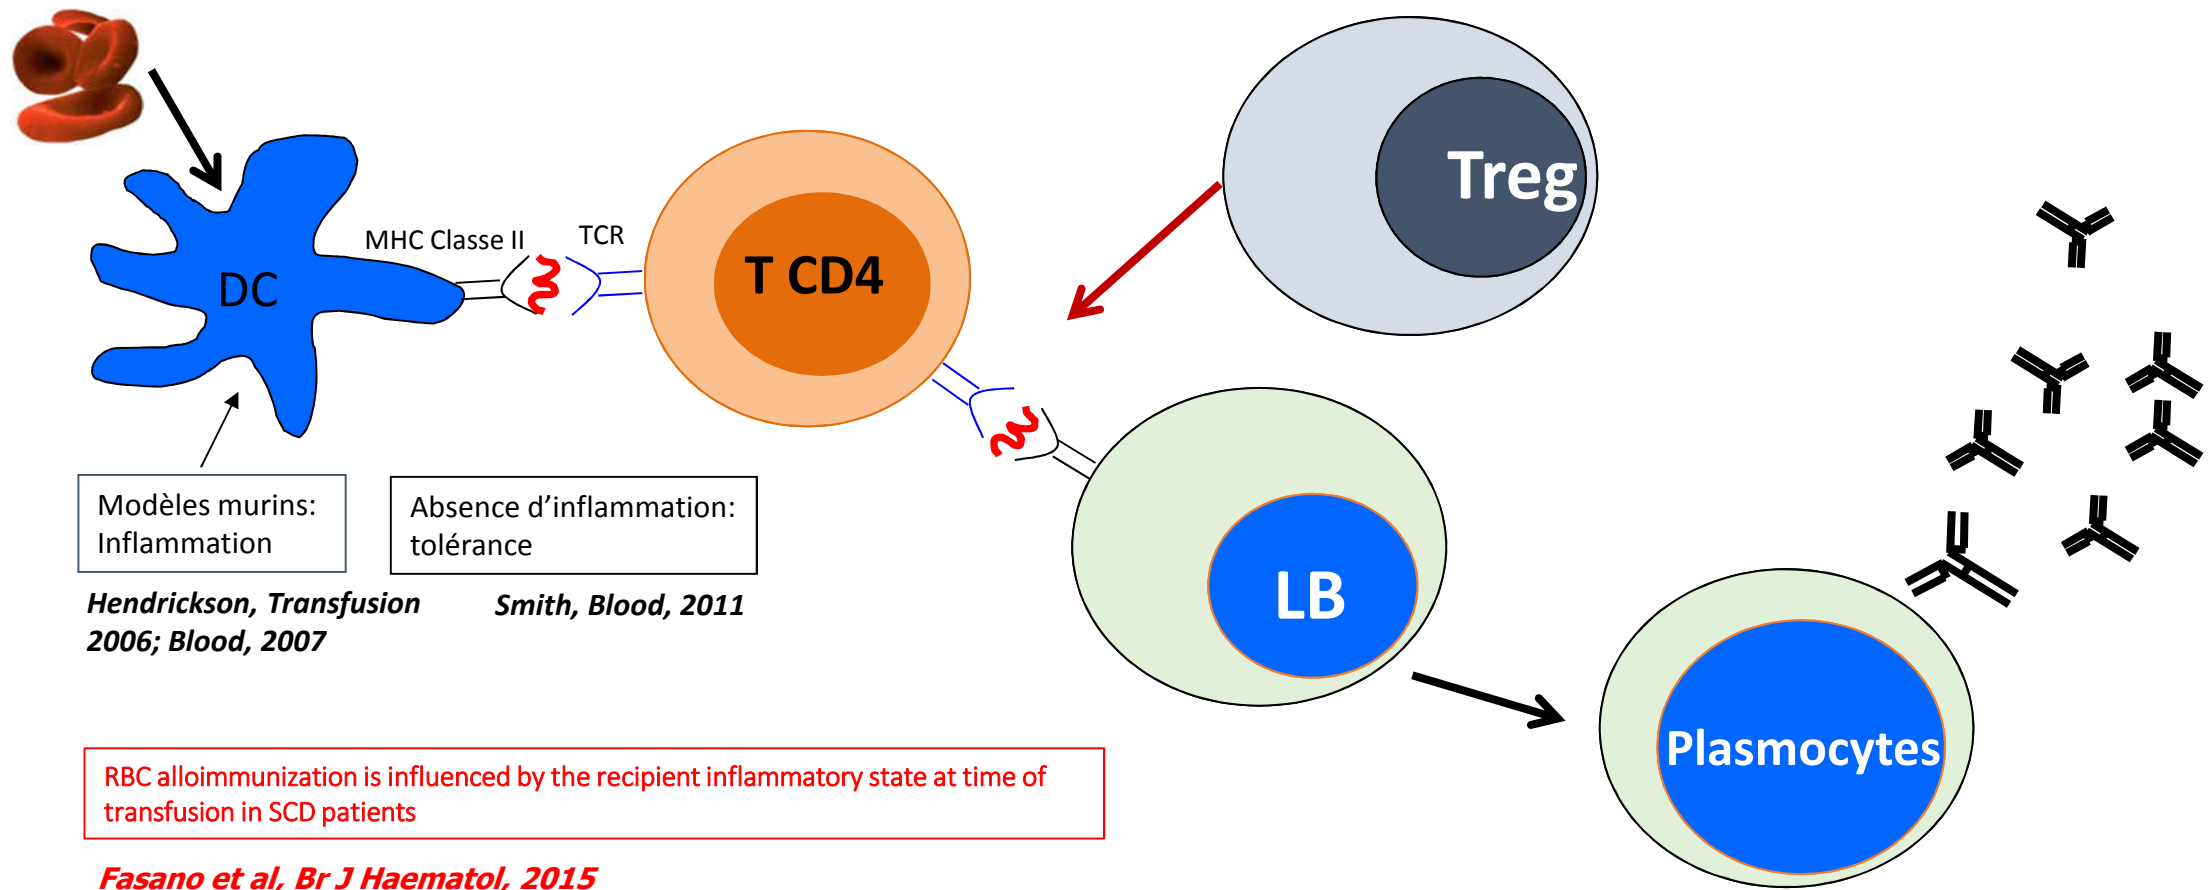 Treg
MHC Classe II
TCR
DC
T CD4
Modèles murins:
Inflammation
Absence d’inflammation:
tolérance
Hendrickson, Transfusion
2006; Blood, 2007
Smith, Blood, 2011
LB
Plasmocytes
RBC alloimmunization is influenced by the recipient inflammatory state at time of
transfusion in SCD patients
Fasano et al, Br J Haematol, 2015